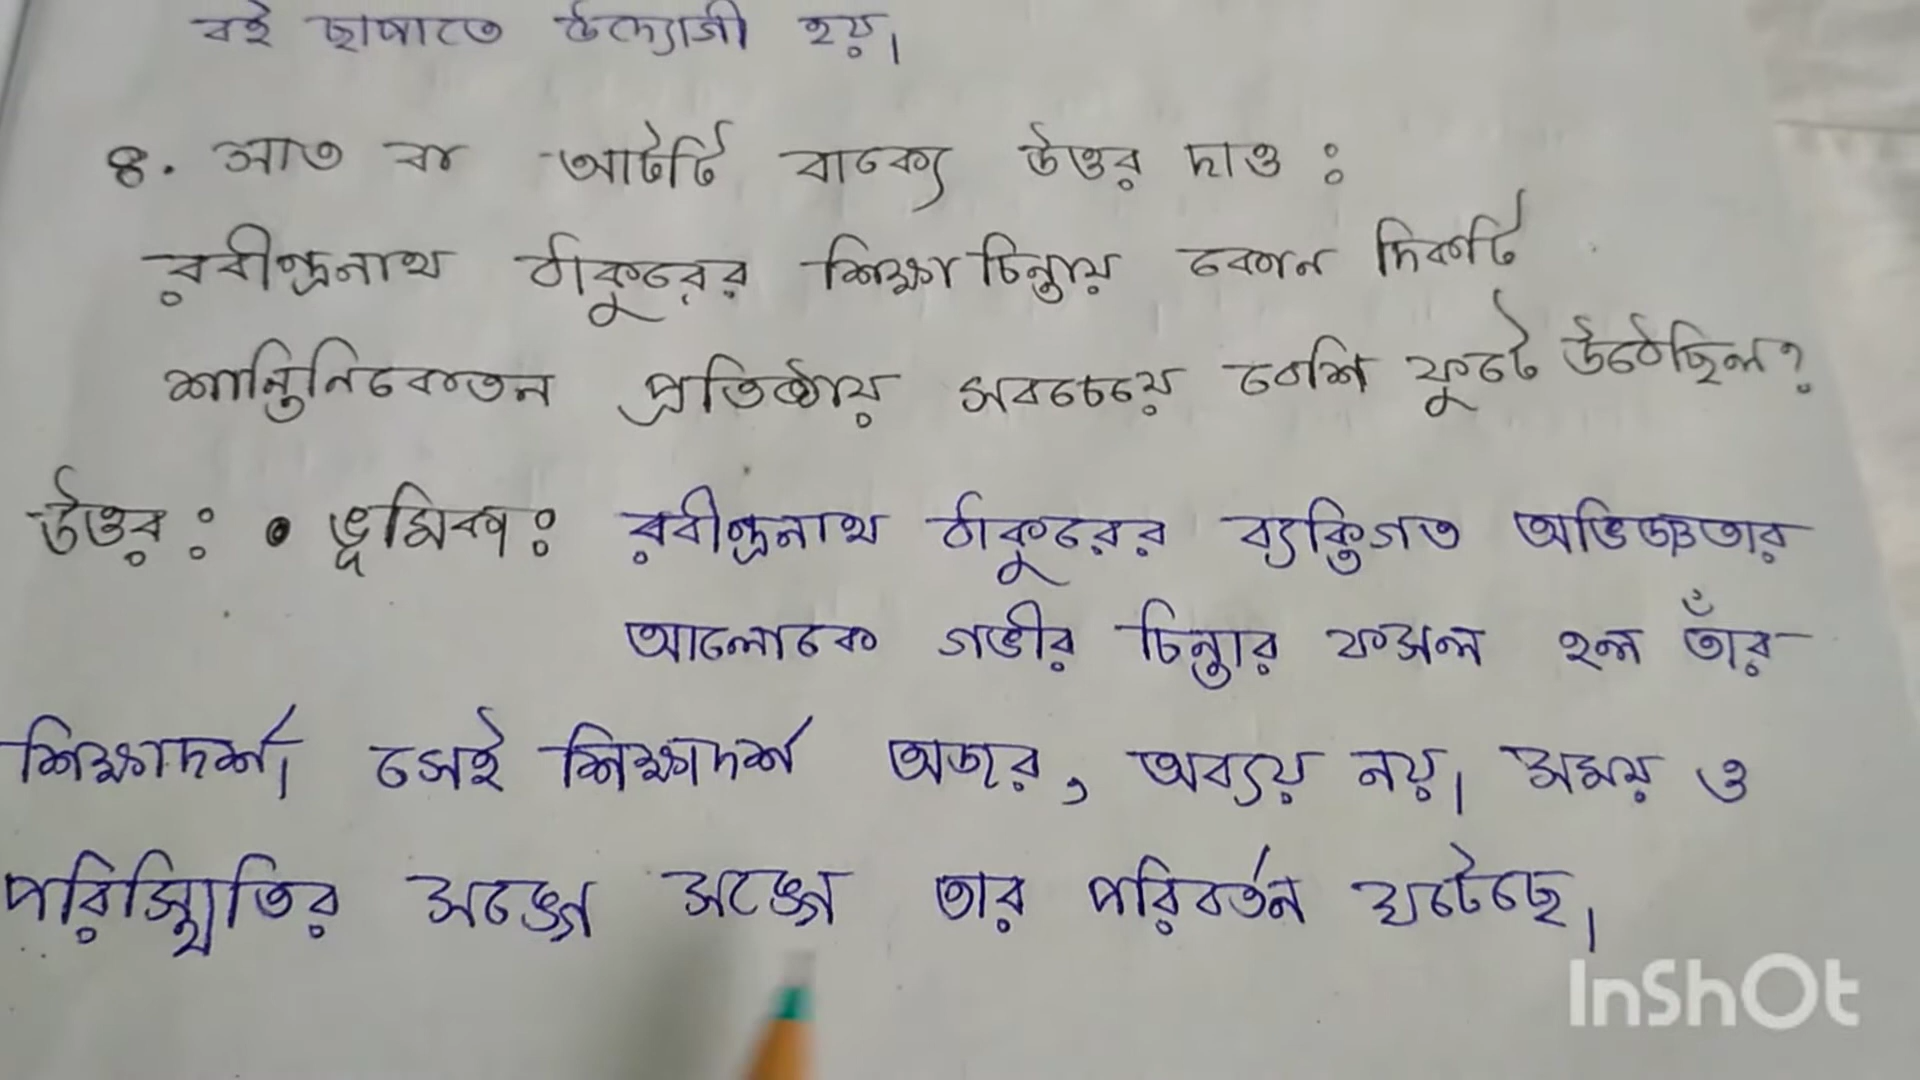 বই ছাপাতে উদ্যোগী হয়।
৪. সাত বা আটটি বাক্যে উত্তর দাও :
রবীন্দ্রনাথ ঠাকুরের শিক্ষাচিন্তায় কোন দিকটি
শান্তিনিকেতন প্রতিষ্ঠায় সবচেয়ে বেশি ফুটে উঠেছিল?
উত্তর : • ভূমিকা : রবীন্দ্রনাথ ঠাকুরের ব্যক্তিগত অভিজ্ঞতার
আলোকে গভীর চিন্তার ফসল হল তাঁর
শিক্ষাদর্শ। সেই শিক্ষাদর্শ অজর, অব্যয় নয়। সময় ও
পরিস্থিতির সঙ্গে সঙ্গে তার পরিবর্তন ঘটেছে।
InShOt